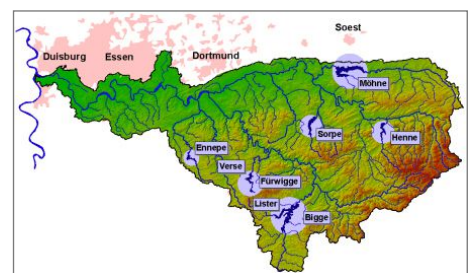 Soest
Duisburg Essen Dortmund
Möhne
Sorpe
Henne
Ennepe
Verse
Fürwigge
Lister
Bigge